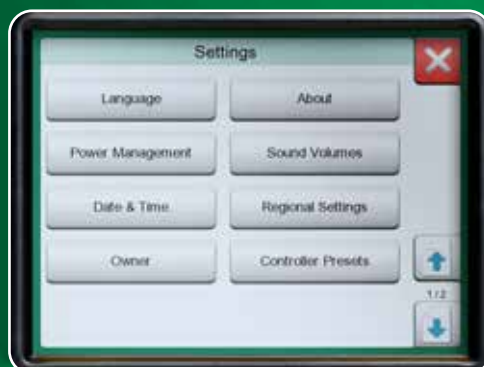 Settings
Language
About
Power Management
Sound Volumes
Date & Time
Regional Settings
Owner
Controller Presets
1/2